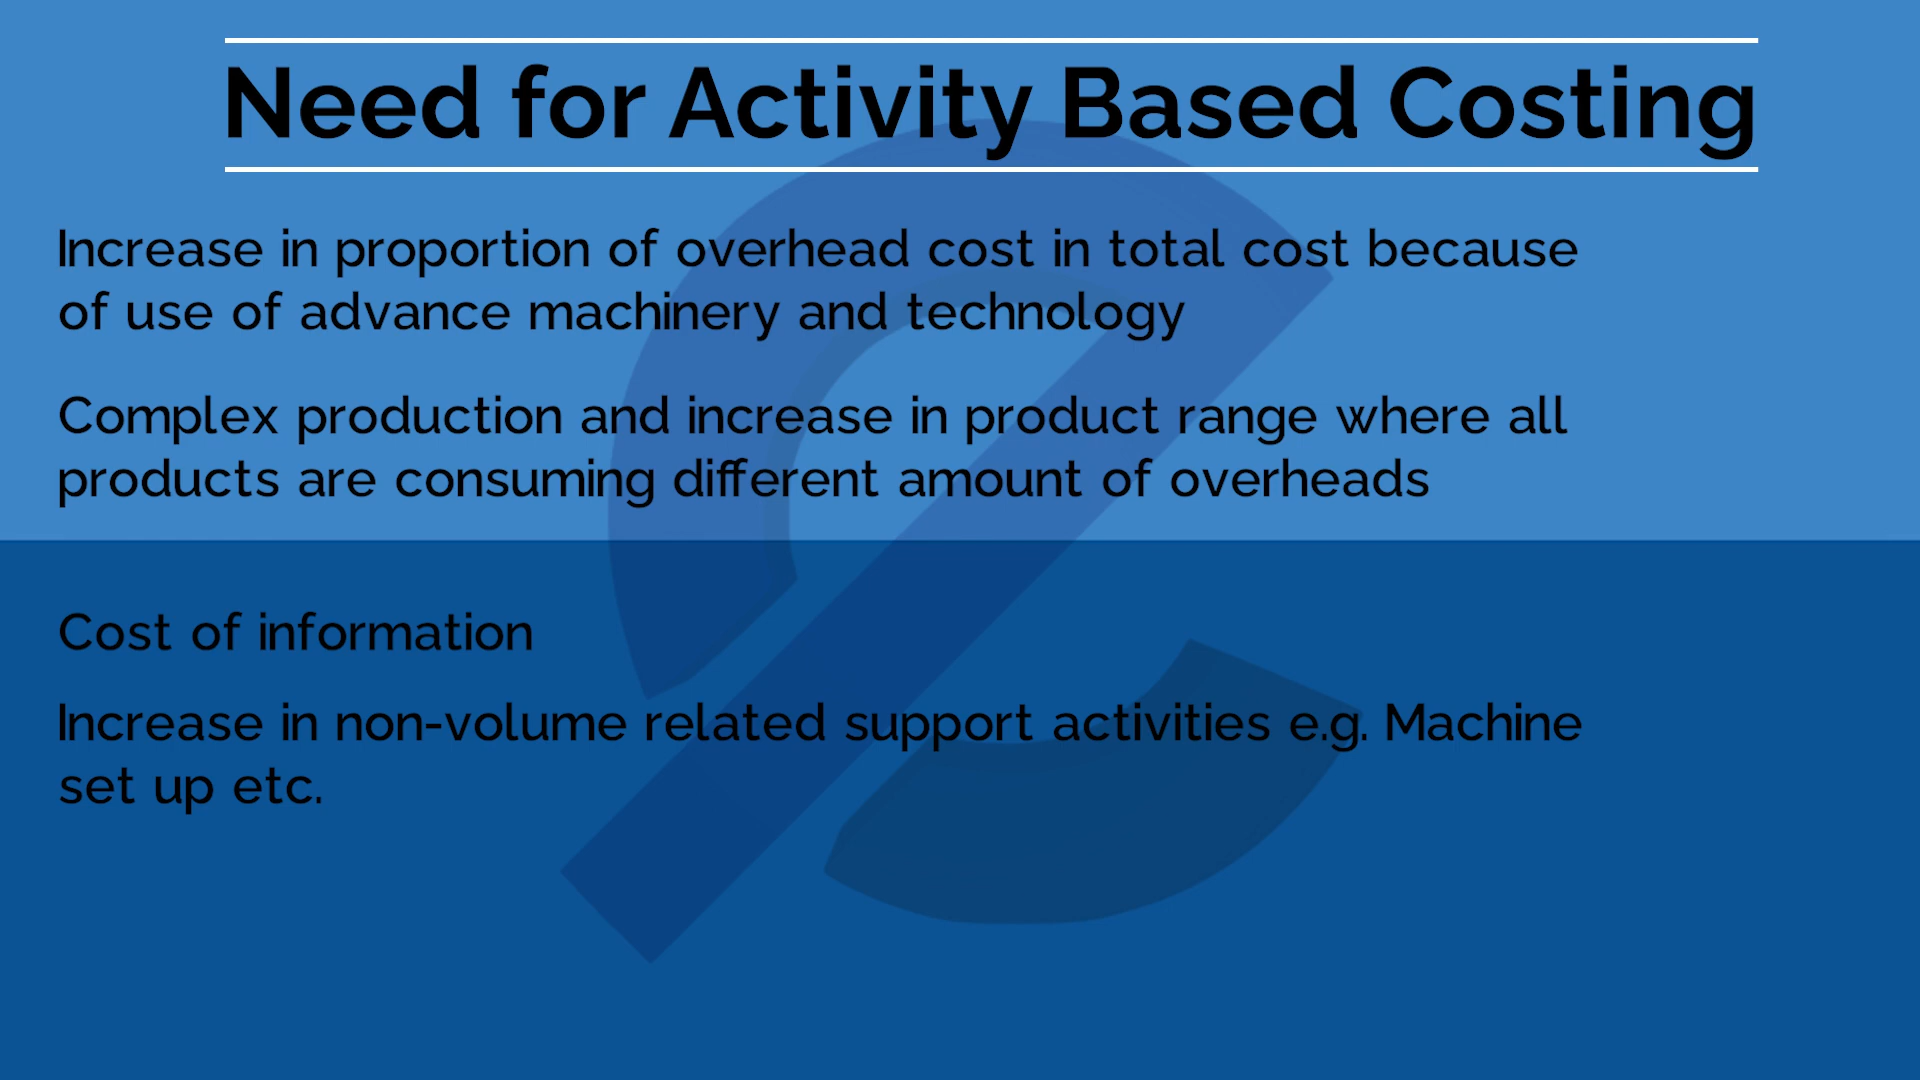 Need for Activity Based Costing
Increase in proportion of overhead cost in total cost because
of use of advance machinery and technology
Complex production and increase in product range where all
products are consuming different amount of overheads
Cost of information
Increase in non-volume related support activities e.g. Machine
set up etc.